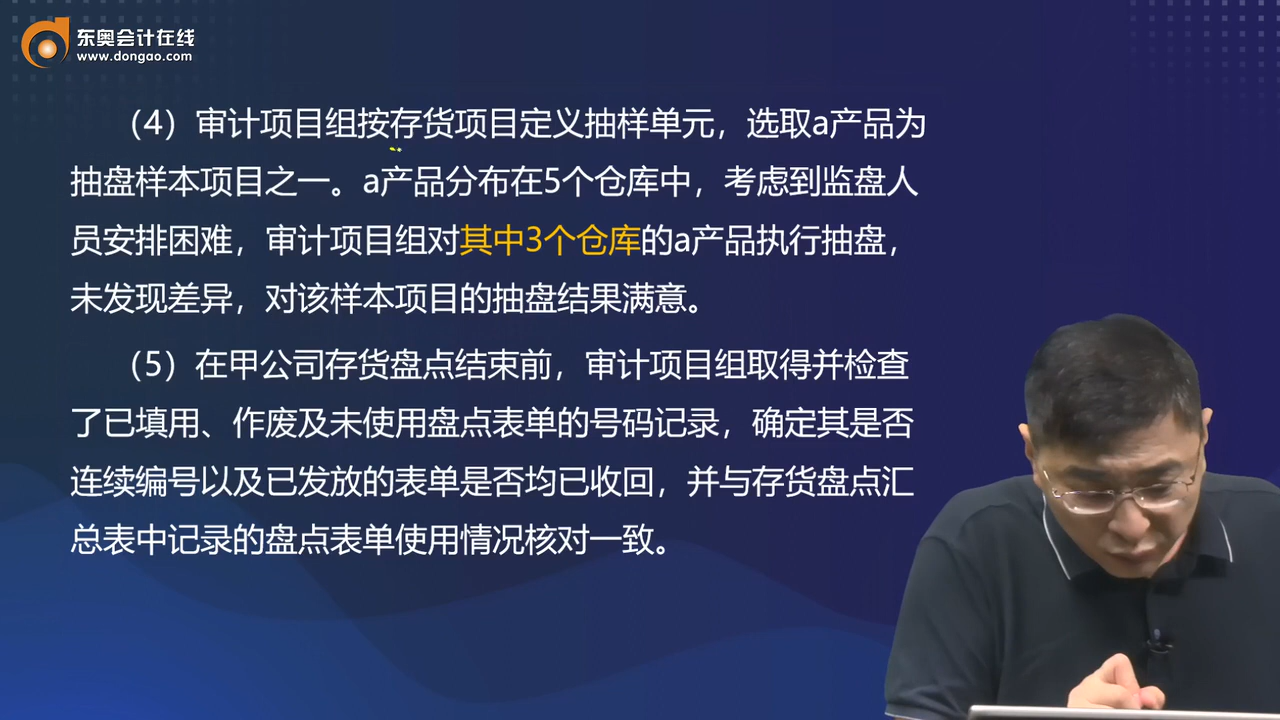 东奥会计在线
www.dongao.com
（4）审计项目组按存货项目定义抽样单元，选取a产品为
抽盘样本项目之一。a产品分布在5个仓库中，考虑到监盘人
员安排困难，审计项目组对其中3个仓库的a产品执行抽盘，
未发现差异，对该样本项目的抽盘结果满意。
（5）在甲公司存货盘点结束前，审计项目组取得并检查
了已填用、作废及未使用盘点表单的号码记录，确定其是否
连续编号以及已发放的表单是否均已收回，并与存货盘点汇
总表中记录的盘点表单使用情况核对一致。